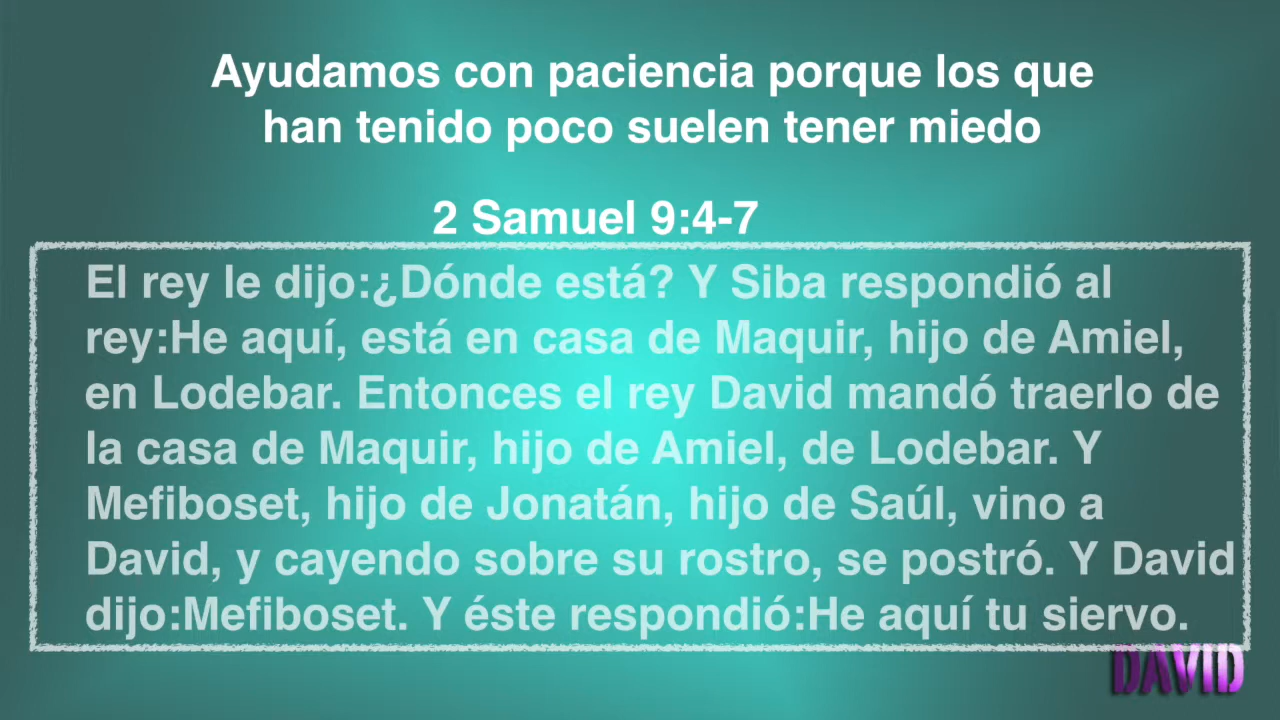 Ayudamos con paciencia porque los que
han tenido poco suelen tener miedo
2 Samuel 9:4-7
El rey le dijo:¿Dónde está? Y Siba respondió al
rey:He aquí, está en casa de Maquir, hijo de Amiel,
en Lodebar. Entonces el rey David mandó traerlo de
la casa de Maquir, hijo de Amiel, de Lodebar. Y
Mefiboset, hijo de Jonatán, hijo de Saúl, vino a
David, y cayendo sobre su rostro, se postró. Y David
dijo:Mefiboset. Y éste respondió:He aquí tu siervo.
DAVID